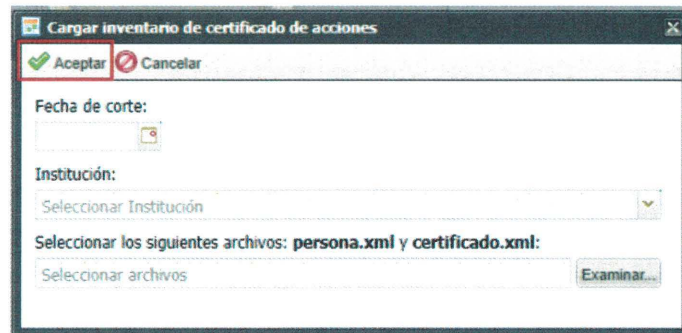 Cargar inventario de certificado de acciones
Aceptar Cancelar
Fecha de corte:
Institución:
Seleccionar Institución
Seleccionar los siguientes archivos: persona.xml y certificado.xml:
Seleccionar archivos Examinar...